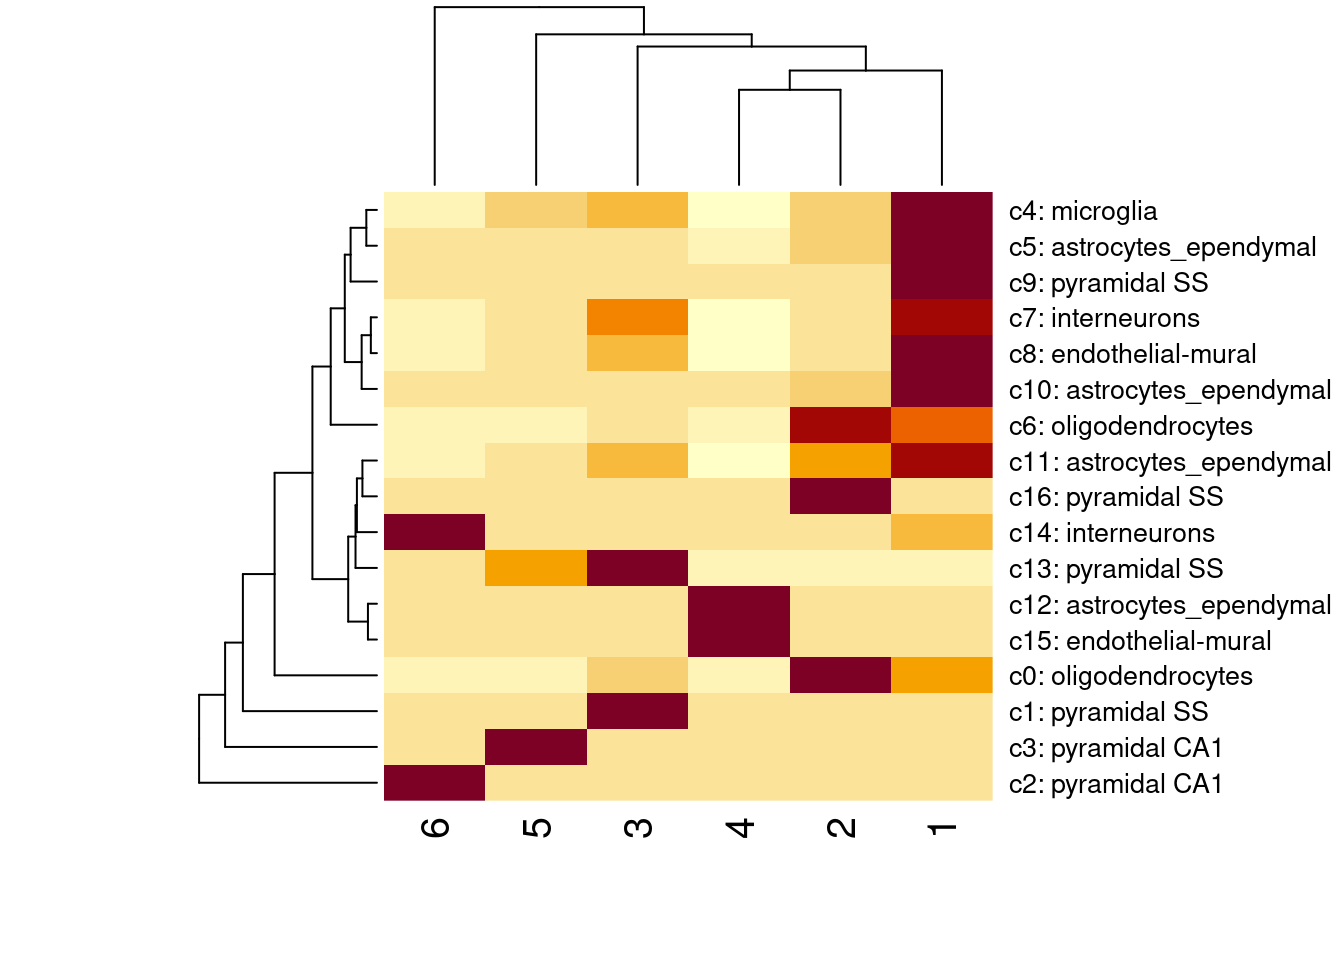 c4: microglia
c5: astrocytes_ependymal
c9: pyramidal SS
c7: interneurons
c8: endothelial-mural
c10: astrocytes_ependymal
c6: oligodendrocytes
c11: astrocytes_ependymal
c16: pyramidal SS
c14: interneurons
c13: pyramidal SS
c12: astrocytes_ependymal
c15: endothelial-mural
c0: oligodendrocytes
c1: pyramidal SS
c3: pyramidal CA1
c2: pyramidal CA1
6 5 3 4 2 1